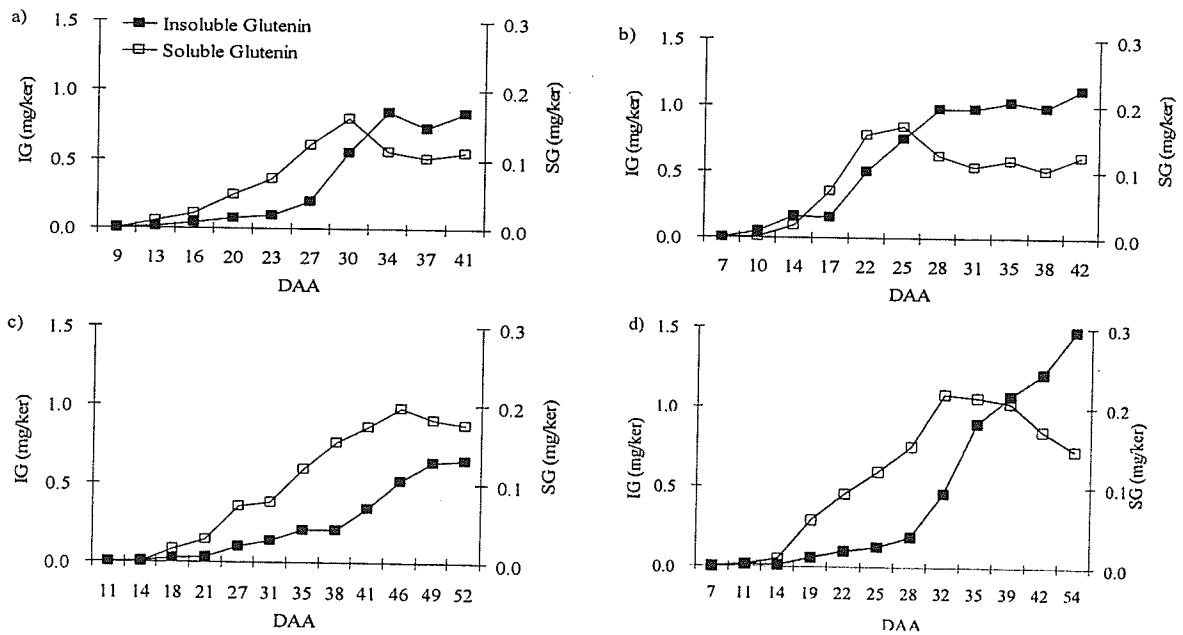 a)
1.5
1.0
0.5
0.0
IG (mg/ker)
Insoluble Glutenin
Soluble Glutenin
0.3
0.2
0.1
0.0
SG (mg/ker)
9 13 16 20 23 27 30 34 37 41
DAA
b)
1.5
1.0
0.5
0.0
IG (mg/ker)
0.3
0.2
0.1
0.0
SG (mg/ker)
7 10 14 17 22 25 28 31 35 38 42
DAA
c)
1.5
1.0
0.5
0.0
IG (mg/ker)
0.3
0.2
0.1
0.0
SG (mg/ker)
11 14 18 21 27 31 35 38 41 46 49 52
DAA
d)
1.5
1.0
0.5
0.0
IG (mg/ker)
0.3
0.2
0.1
0.0
SG (mg/ker)
7 11 14 19 22 25 28 32 35 39 42 54
DAA